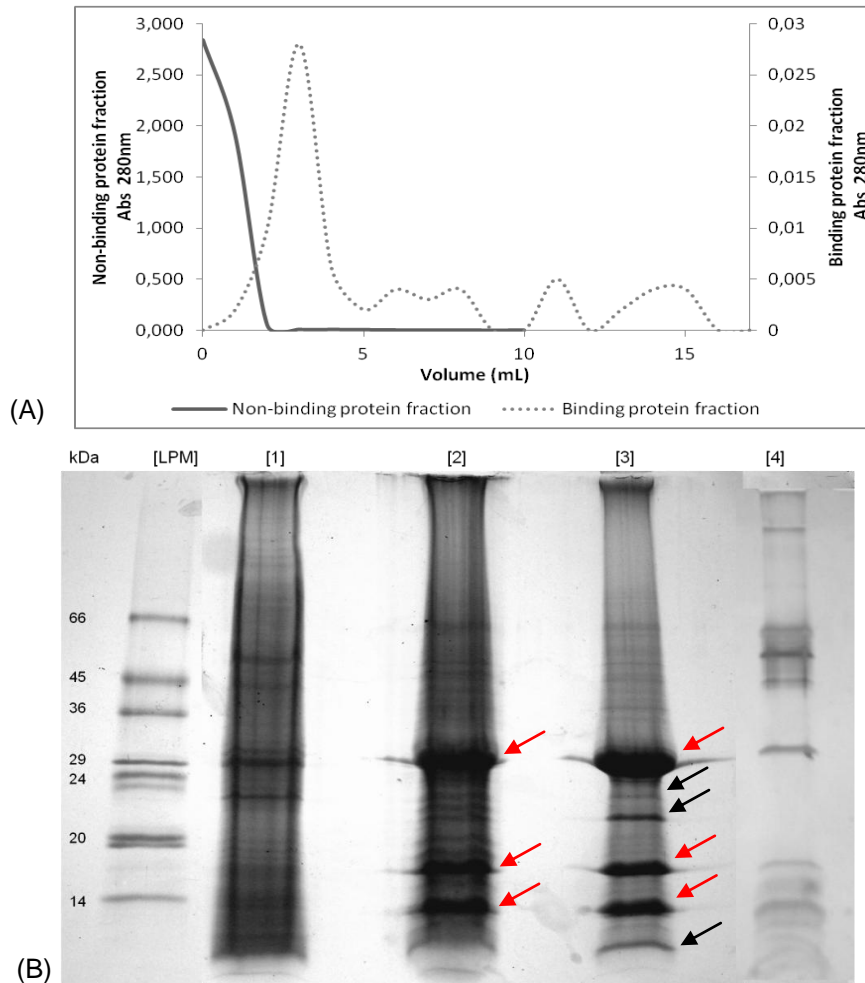 3,000
2,500
2,000
1,500
1,000
0,500
0,000
Non-binding protein fraction
Abs 280nm
0,03
0,025
0,02
0,015
0,01
0,005
0
Binding protein fraction
Abs 280nm
0
5
10
15
Volume (mL)
Non-binding protein fraction
Binding protein fraction
(A)
kDa [LPM] [1] [2] [3] [4]
66
45
36
29
24
20
14
(B)